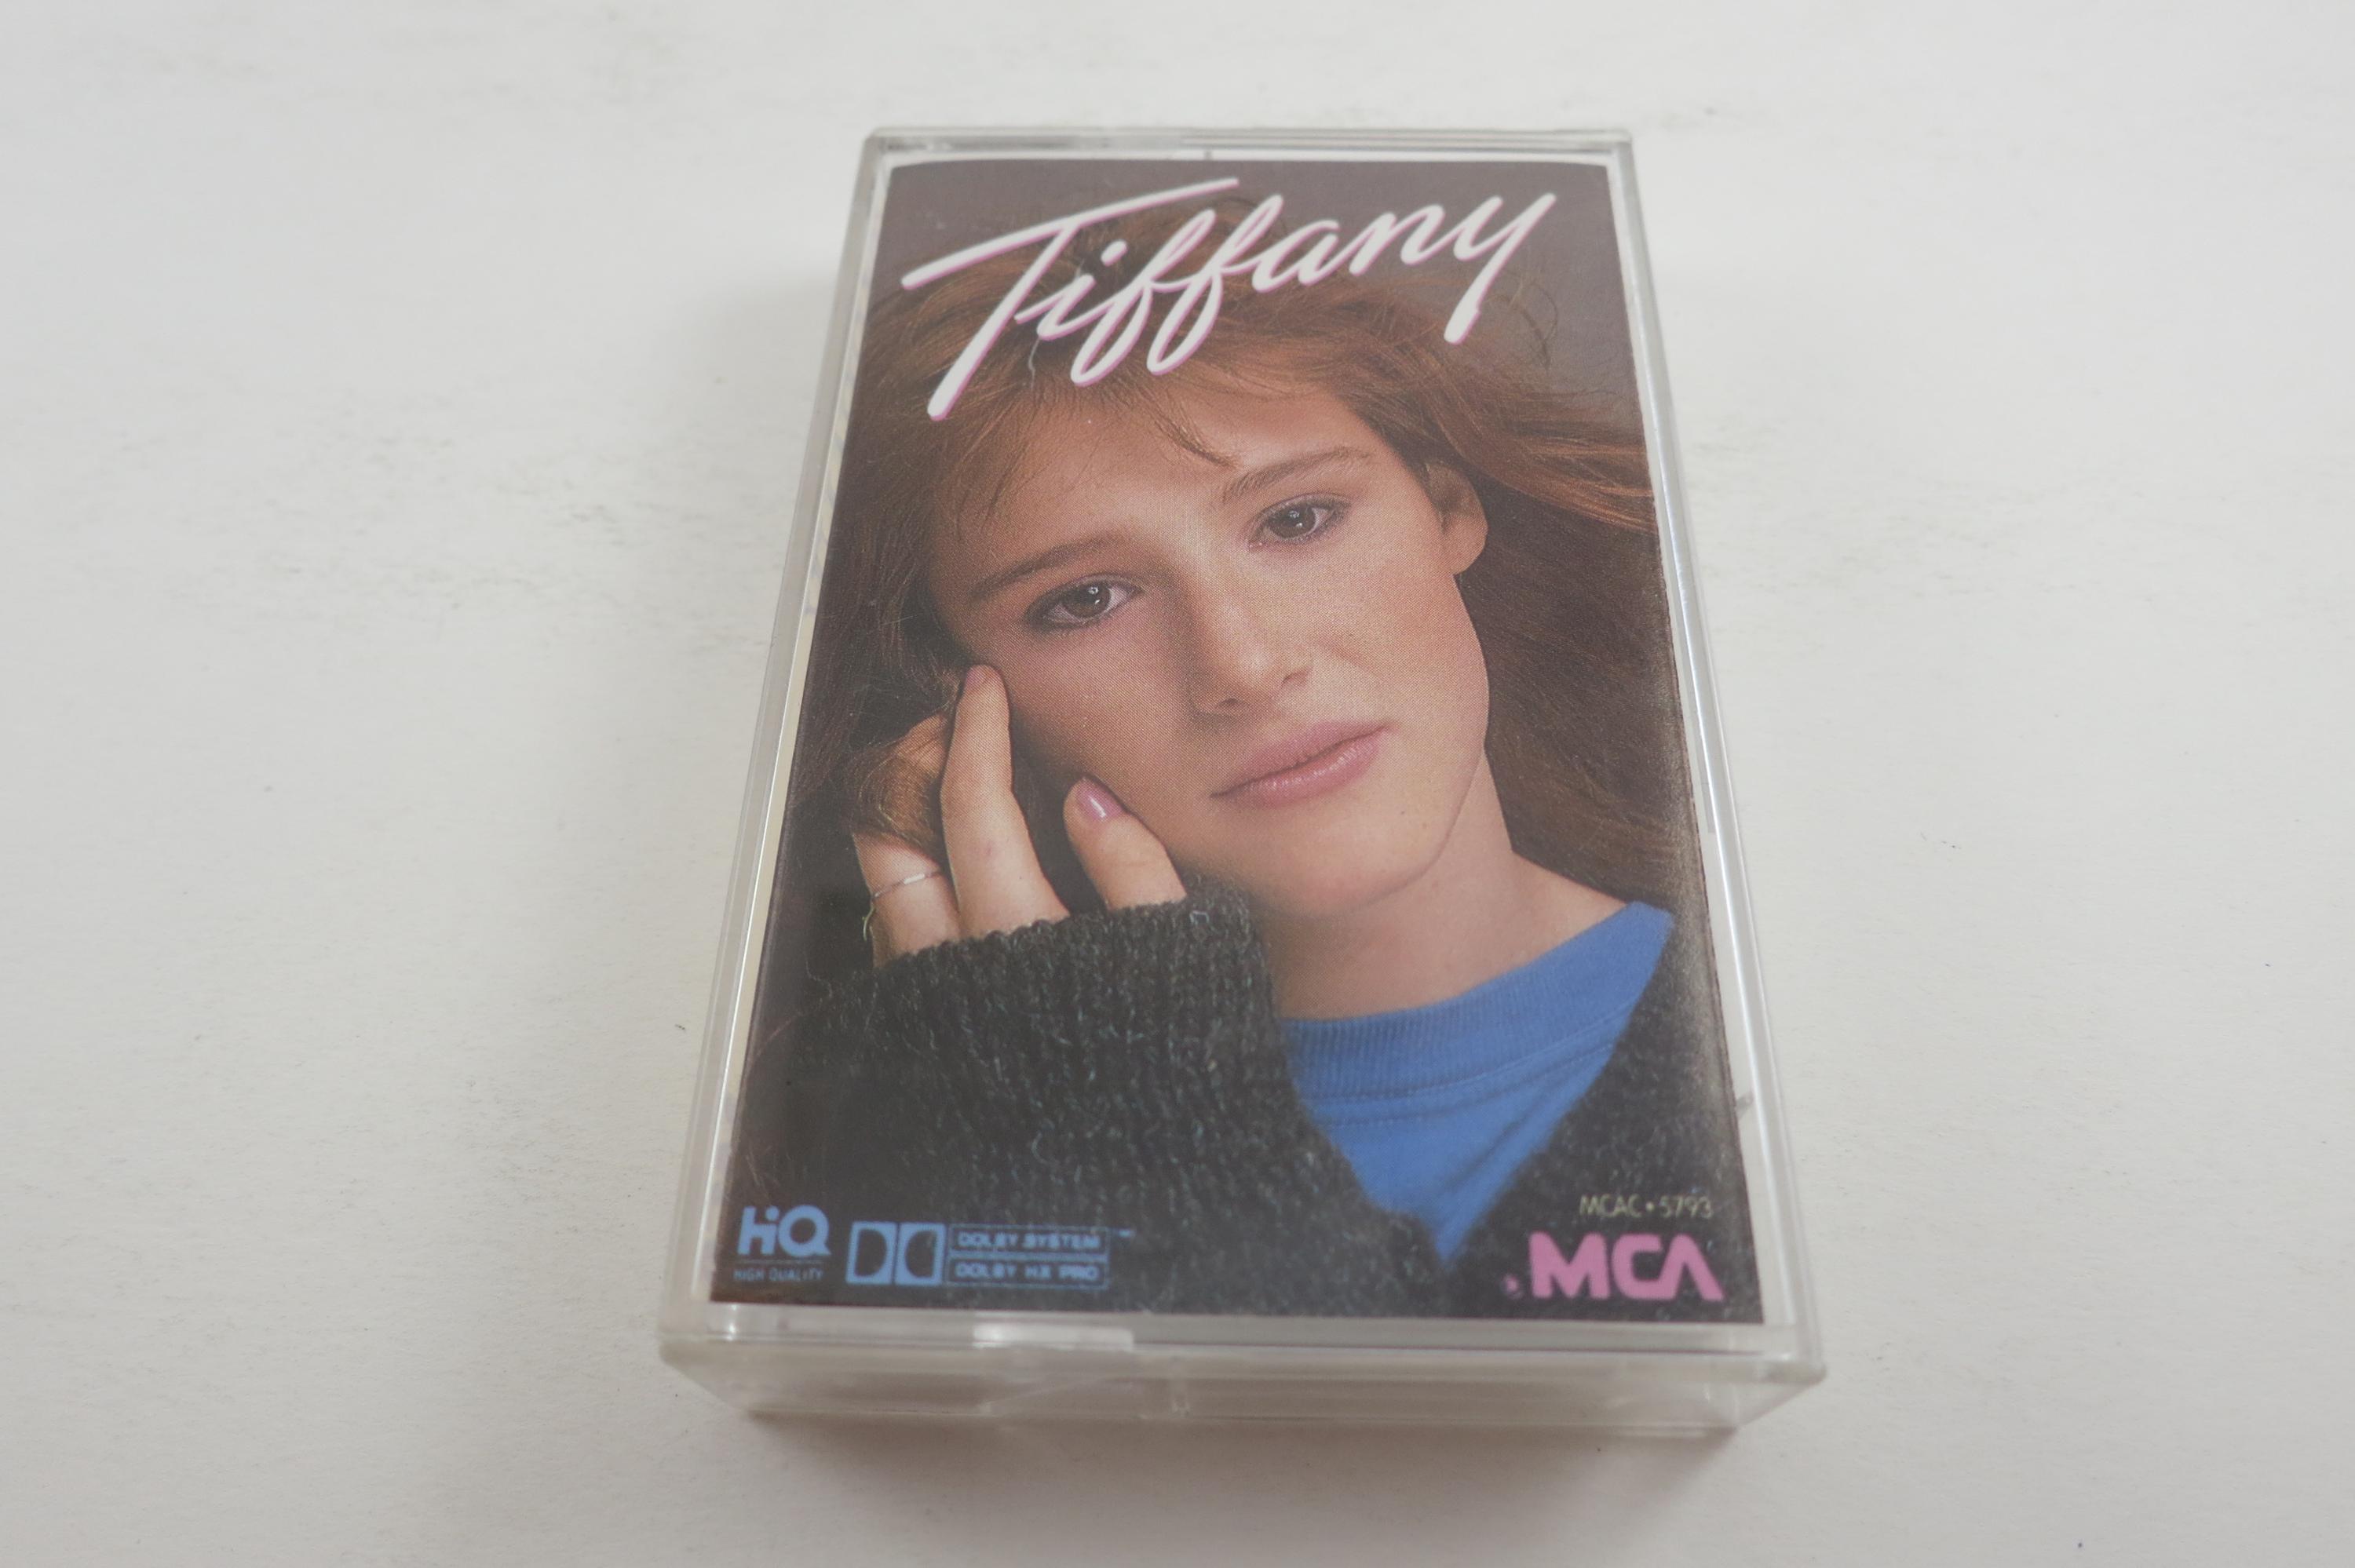 Tiffany
HiQ
HIGH QUALITY
DOLBY SYSTEM
DOLBY HX PRO
MCAC•5793
MCA